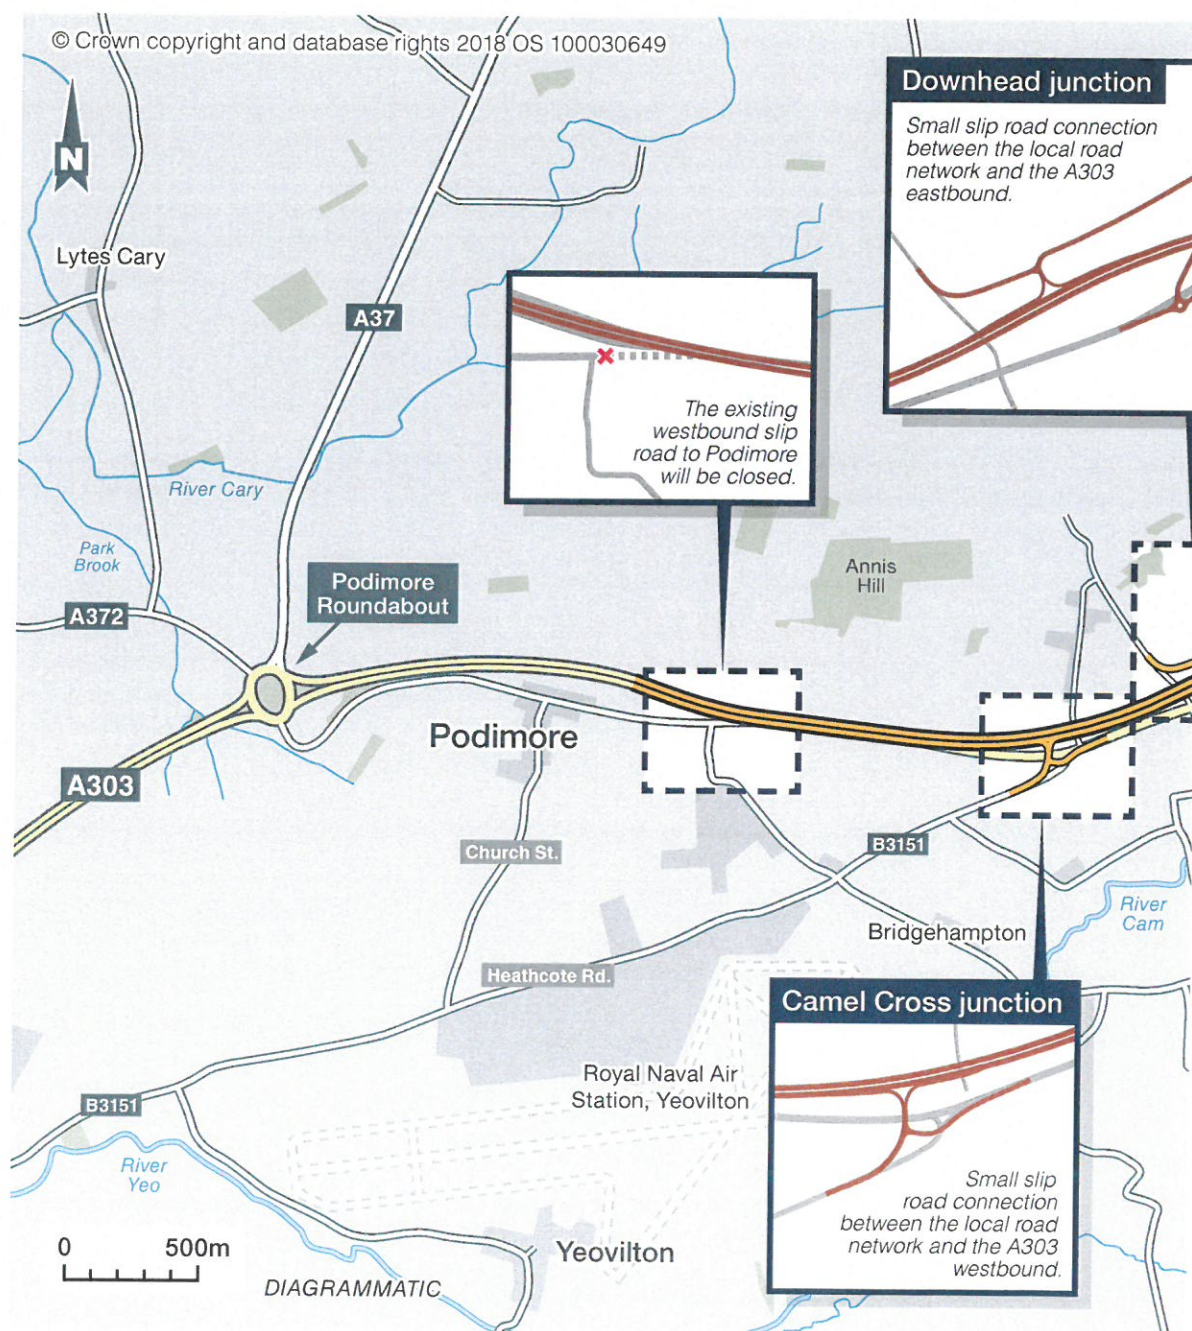 © Crown copyright and database rights 2018 OS 100030649
N
Downhead junction
Small slip road connection
between the local road
network and the A303
eastbound.
Lytes Cary
A37
The existing
westbound slip
road to Podimore
will be closed.
River Cary
Park
Brook
Annis
Hill
Podimore
Roundabout
A372
Podimore
A303
Church St.
B3151
River
Cam
Bridgehampton
Heathcote Rd.
Camel Cross junction
Royal Naval Air
Station, Yeovilton
B3151
River
Yeo
Small slip
road connection
between the local road
network and the A303
westbound.
0 500m
Yeovilton
DIAGRAMMATIC